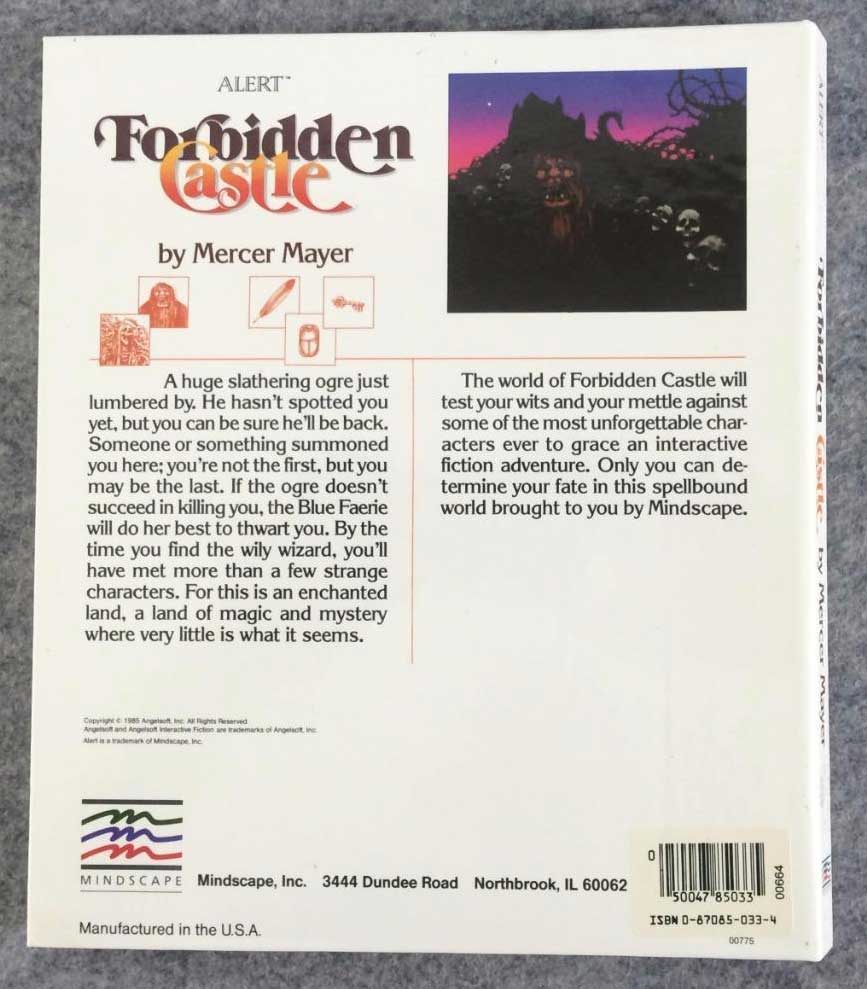 ALERT™
Forbidden
Castle
by Mercer Mayer
A huge slathering ogre just
lumbered by. He hasn't spotted you
yet, but you can be sure he'll be back.
Someone or something summoned
you here; you're not the first, but you
may be the last. If the ogre doesn't
succeed in killing you, the Blue Faerie
will do her best to thwart you. By the
time you find the wily wizard, you'll
have met more than a few strange
characters. For this is an enchanted
land, a land of magic and mystery
where very little is what it seems.
The world of Forbidden Castle will
test your wits and your mettle against
some of the most unforgettable char-
acters ever to grace an interactive
fiction adventure. Only you can de-
termine your fate in this spellbound
world brought to you by Mindscape.
Copyright © 1985 Angelsoft, Inc. All Rights Reserved
Angelsoft and Angelsoft Interactive Fiction are trademarks of Angelsoft, Inc.
Alert is a trademark of Mindscape, Inc.
MINDSCAPE
Mindscape, Inc. 3444 Dundee Road Northbrook, IL 60062
Manufactured in the U.S.A.
0 50047 85033
00664
ISBN 0-87085-033-4
00775
ALERT
Forbidden Castle by Mercer Mayer